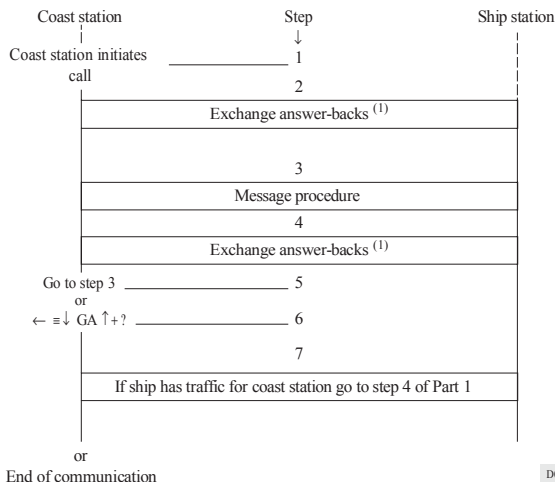 Coast station Step Ship station
↓
Coast station initiates call 1
2
Exchange answer-backs (1)
3
Message procedure
4
Exchange answer-backs (1)
Go to step 3 5
or
← ≡ ↓ GA ↑ + ? 6
7
If ship has traffic for coast station go to step 4 of Part 1
or
End of communication